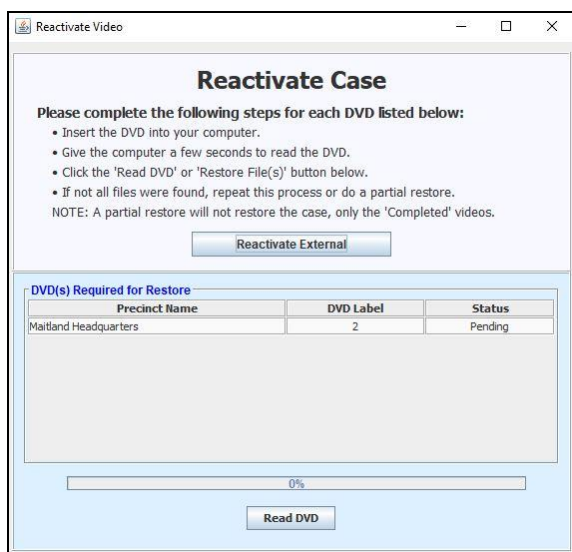 Reactivate Video
Reactivate Case
Please complete the following steps for each DVD listed below:
• Insert the DVD into your computer.
• Give the computer a few seconds to read the DVD.
• Click the 'Read DVD' or 'Restore File(s)' button below.
• If not all files were found, repeat this process or do a partial restore.
NOTE: A partial restore will not restore the case, only the 'Completed' videos.
Reactivate External
DVD(s) Required for Restore
Precinct Name DVD Label Status
Maitland Headquarters 2 Pending
0%
Read DVD